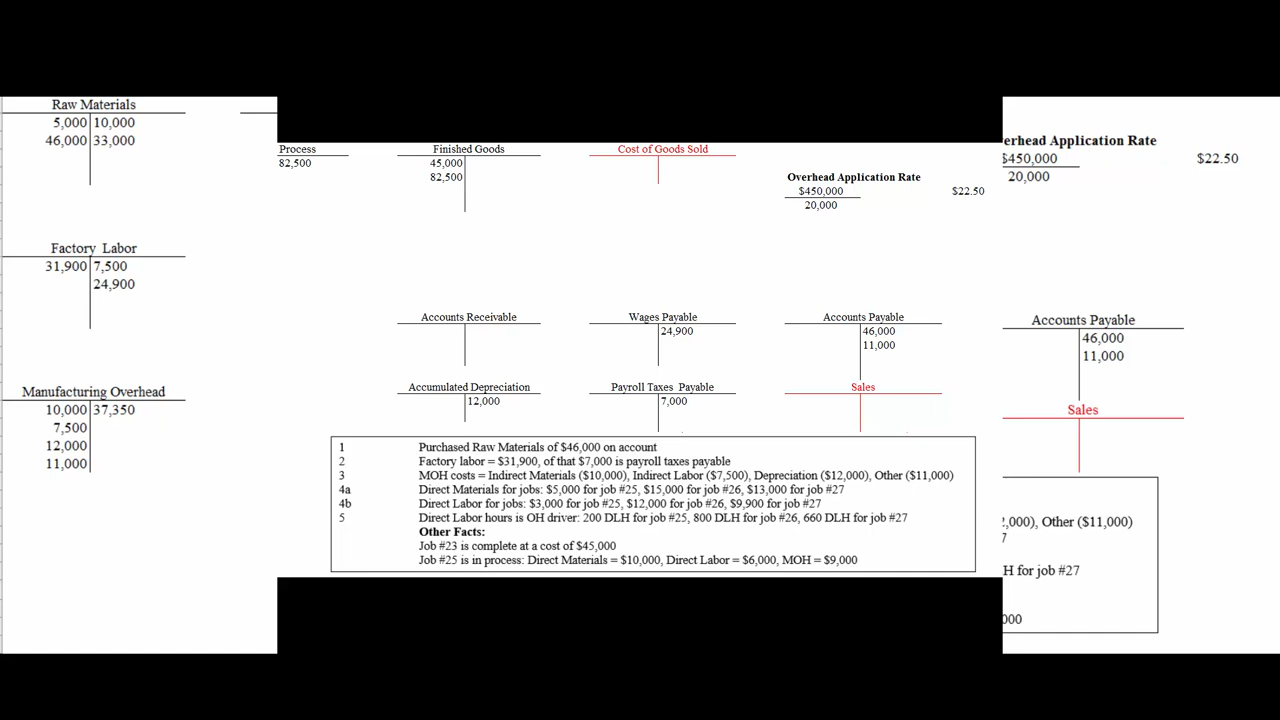 Raw Materials
5,000 10,000
46,000 33,000
Factory Labor
31,900 7,500
24,900
Manufacturing Overhead
10,000 37,350
7,500
12,000
11,000
Process
82,500
Finished Goods
45,000
82,500
Cost of Goods Sold
Overhead Application Rate
$450,000 $22.50
20,000
Accounts Receivable
Wages Payable
24,900
Accounts Payable
46,000
11,000
Accumulated Depreciation
12,000
Payroll Taxes Payable
7,000
Sales
1 Purchased Raw Materials of $46,000 on account
2 Factory labor = $31,900, of that $7,000 is payroll taxes payable
3 MOH costs = Indirect Materials ($10,000), Indirect Labor ($7,500), Depreciation ($12,000), Other ($11,000)
4a Direct Materials for jobs: $5,000 for job #25, $15,000 for job #26, $13,000 for job #27
4b Direct Labor for jobs: $3,000 for job #25, $12,000 for job #26, $9,900 for job #27
5 Direct Labor hours is OH driver: 200 DLH for job #25, 800 DLH for job #26, 660 DLH for job #27
Other Facts:
Job #23 is complete at a cost of $45,000
Job #25 is in process: Direct Materials = $10,000, Direct Labor = $6,000, MOH = $9,000
erhead Application Rate
$450,000 $22.50
20,000
Accounts Payable
46,000
11,000
Sales
,000), Other ($11,000)
7
H for job #27
000